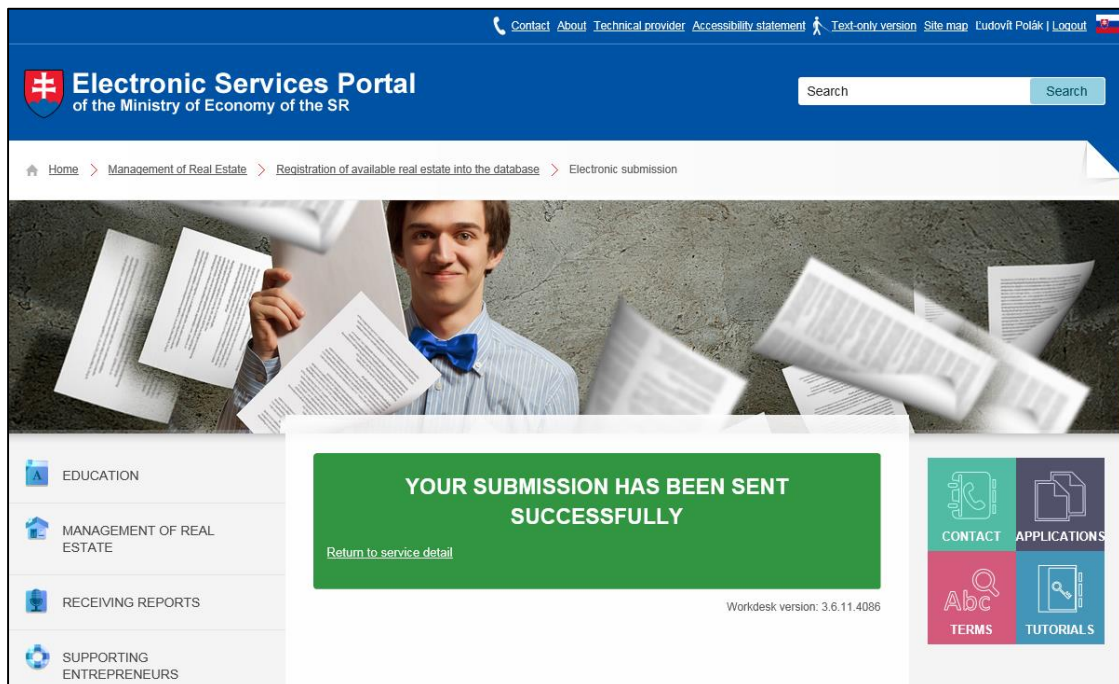 Contact About Technical provider Accessibility statement Text-only version Site map Ľudovít Polák | Logout
Electronic Services Portal
of the Ministry of Economy of the SR
Search Search
Home Management of Real Estate Registration of available real estate into the database Electronic submission
EDUCATION
MANAGEMENT OF REAL
ESTATE
RECEIVING REPORTS
SUPPORTING
ENTREPRENEURS
YOUR SUBMISSION HAS BEEN SENT
SUCCESSFULLY
Return to service detail
Workdesk version: 3.6.11.4086
CONTACT APPLICATIONS
Abc
TERMS TUTORIALS